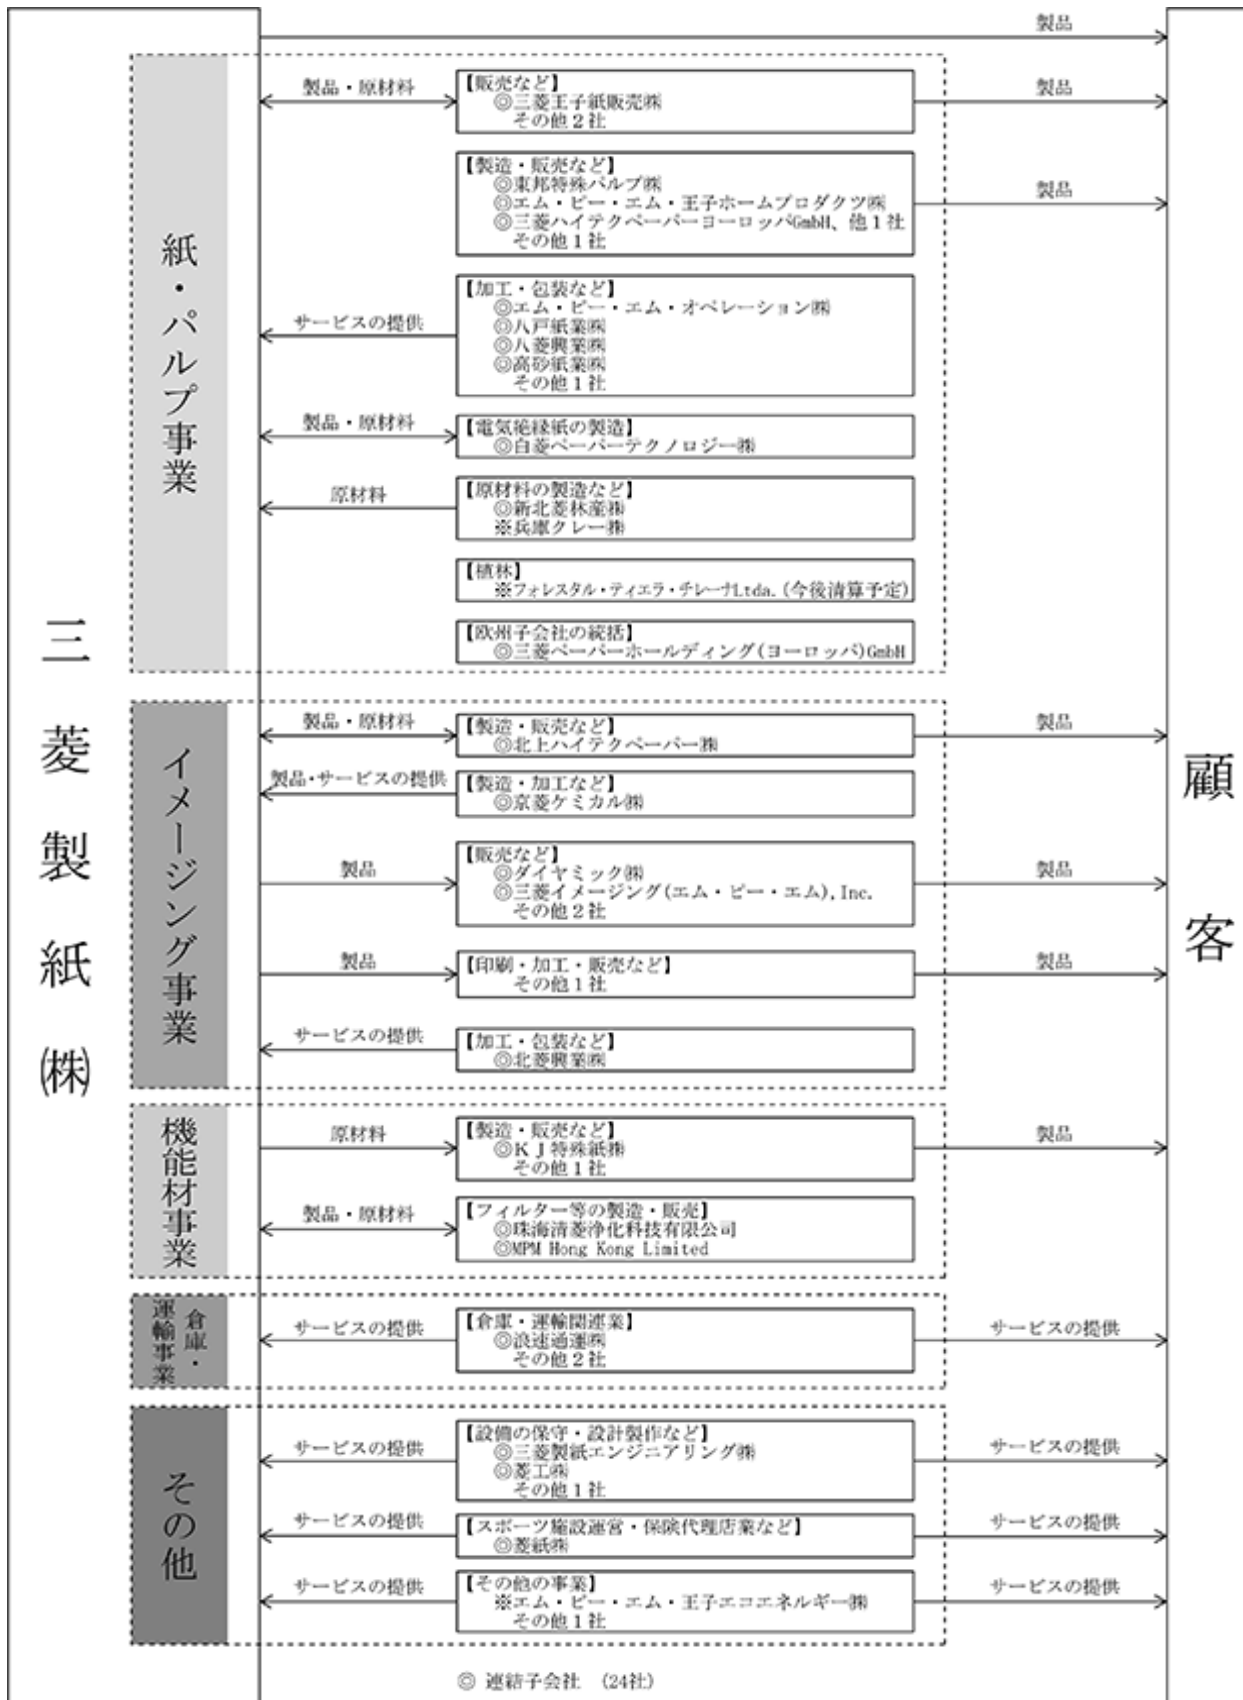 三菱製紙㈱
顧客
製品
紙・パルプ事業
製品・原材料
【販売など】
◎三菱王子紙販売㈱
その他２社
製品
【製造・販売など】
◎東邦特殊パルプ㈱
◎エム・ピー・エム・王子ホームプロダクツ㈱
◎三菱ハイテクペーパーヨーロッパGmbH、他１社
その他１社
製品
サービスの提供
【加工・包装など】
◎エム・ピー・エム・オペレーション㈱
◎八戸紙業㈱
◎八菱興業㈱
◎高砂紙業㈱
その他１社
製品・原材料
【電気絶縁紙の製造】
◎白菱ペーパーテクノロジー㈱
原材料
【原材料の製造など】
◎新北菱林産㈱
※兵庫クレー㈱
【植林】
※フォレスタル・ティエラ・チレーナLtda.(今後清算予定)
【欧州子会社の統括】
◎三菱ペーパーホールディング(ヨーロッパ)GmbH
イメージング事業
製品・原材料
【製造・販売など】
◎北上ハイテクペーパー㈱
製品
製品・サービスの提供
【製造・加工など】
◎京菱ケミカル㈱
製品
【販売など】
◎ダイヤミック㈱
◎三菱イメージング(エム・ピー・エム),Inc.
その他２社
製品
製品
【印刷・加工・販売など】
その他１社
製品
サービスの提供
【加工・包装など】
◎北菱興業㈱
機能材事業
原材料
【製造・販売など】
◎ＫＪ特殊紙㈱
その他１社
製品
製品・原材料
【フィルター等の製造・販売】
◎珠海清菱浄化科技有限公司
◎MPM Hong Kong Limited
倉庫・
運輸事業
サービスの提供
【倉庫・運輸関連業】
◎浪速通運㈱
その他２社
サービスの提供
その他
サービスの提供
【設備の保守・設計製作など】
◎三菱製紙エンジニアリング㈱
◎菱工㈱
その他１社
サービスの提供
サービスの提供
【スポーツ施設運営・保険代理店業など】
◎菱紙㈱
サービスの提供
サービスの提供
【その他の事業】
※エム・ピー・エム・王子エコエネルギー㈱
その他１社
サービスの提供
◎ 連結子会社 (24社)